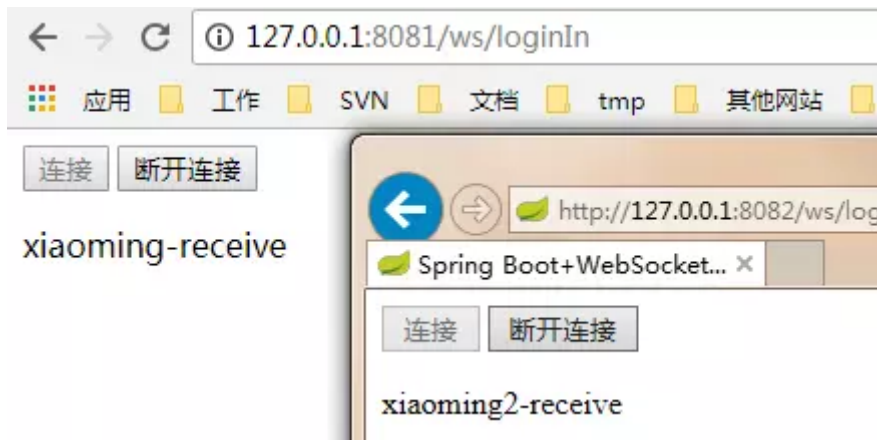 127.0.0.1:8081/ws/loginIn
应用 工作 SVN 文档 tmp 其他网站
连接 断开连接
xiaoming-receive
http://127.0.0.1:8082/ws/log
Spring Boot+WebSocket...
连接 断开连接
xiaoming2-receive